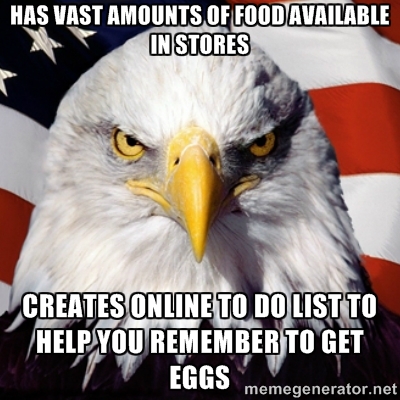 HAS VAST AMOUNTS OF FOOD AVAILABLE
IN STORES
CREATES ONLINE TO DO LIST TO
HELP YOU REMEMBER TO GET
EGGS
memegenerator.net